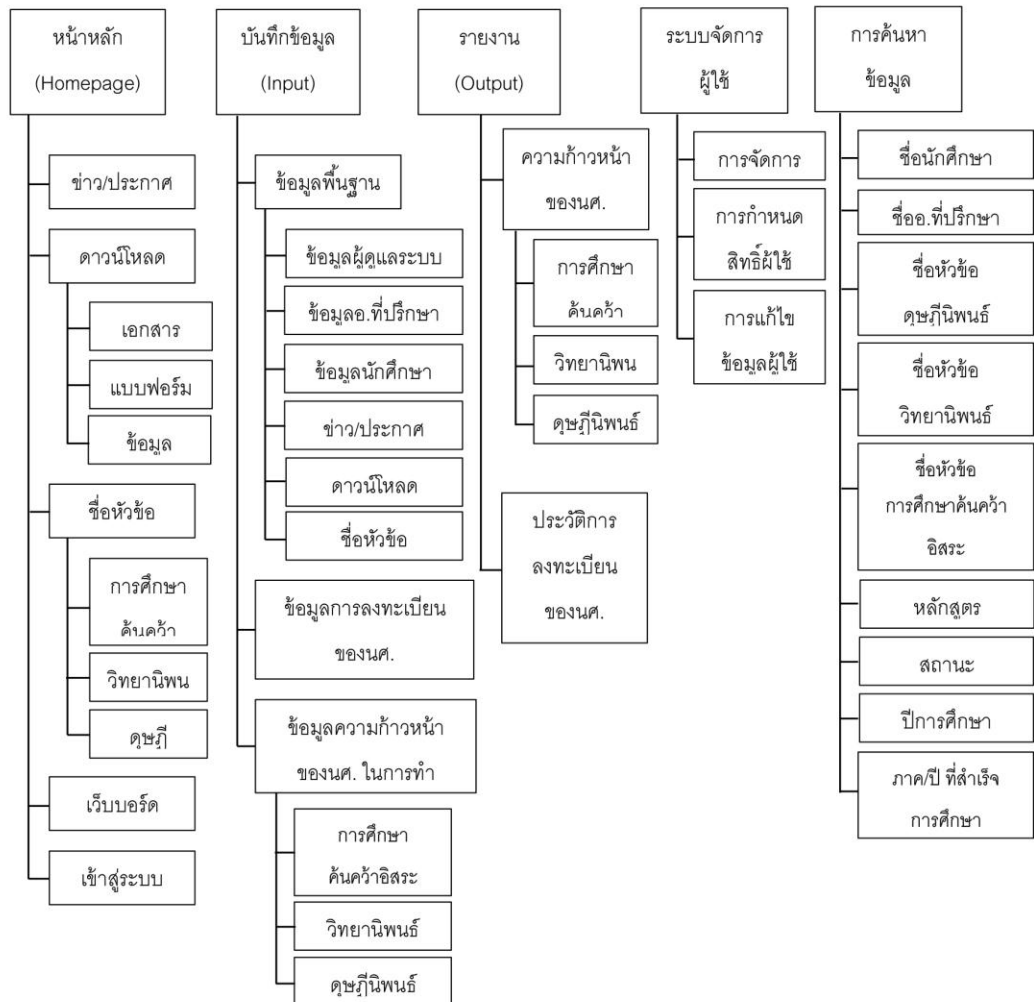 หน้าหลัก
(Homepage)
ข่าว/ประกาศ
ดาวน์โหลด
เอกสาร
แบบฟอร์ม
ข้อมูล
ชื่อหัวข้อ
การศึกษา
ค้นคว้า
วิทยานิพน
ดุษฎี
เว็บบอร์ด
เข้าสู่ระบบ
บันทึกข้อมูล
(Input)
ข้อมูลพื้นฐาน
ข้อมูลผู้ดูแลระบบ
ข้อมูลอ.ที่ปรึกษา
ข้อมูลนักศึกษา
ข่าว/ประกาศ
ดาวน์โหลด
ชื่อหัวข้อ
ข้อมูลการลงทะเบียน
ของนศ.
ข้อมูลความก้าวหน้า
ของนศ. ในการทำ
การศึกษา
ค้นคว้าอิสระ
วิทยานิพนธ์
ดุษฎีนิพนธ์
รายงาน
(Output)
ความก้าวหน้า
ของนศ.
การศึกษา
ค้นคว้า
วิทยานิพน
ดุษฎีนิพนธ์
ประวัติการ
ลงทะเบียน
ของนศ.
ระบบจัดการ
ผู้ใช้
การจัดการ
การกำหนด
สิทธิ์ผู้ใช้
การแก้ไข
ข้อมูลผู้ใช้
การค้นหา
ข้อมูล
ชื่อนักศึกษา
ชื่ออ.ที่ปรึกษา
ชื่อหัวข้อ
ดุษฎีนิพนธ์
ชื่อหัวข้อ
วิทยานิพนธ์
ชื่อหัวข้อ
การศึกษาค้นคว้า
อิสระ
หลักสูตร
สถานะ
ปีการศึกษา
ภาค/ปี ที่สำเร็จ
การศึกษา